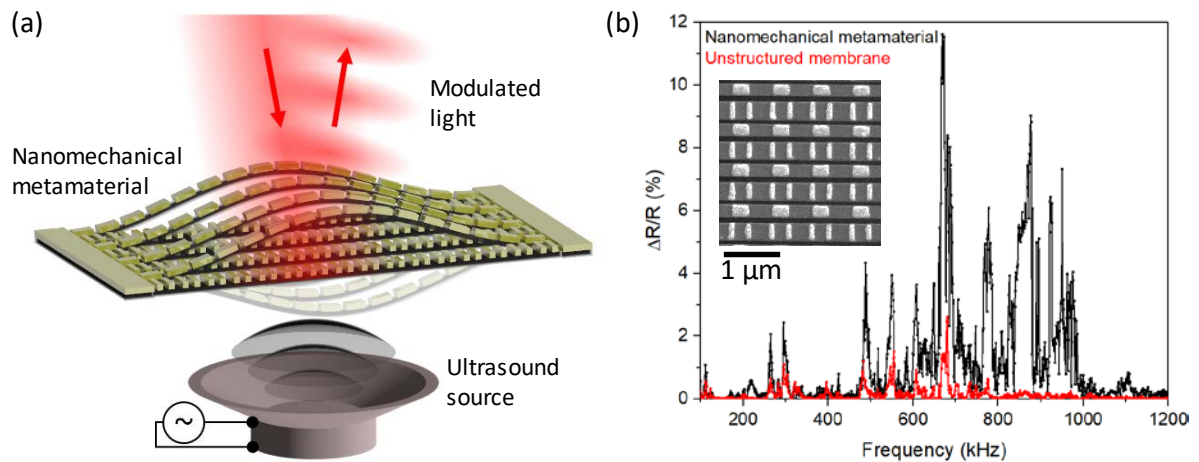 (a)
Modulated
light
Nanomechanical
metamaterial
Ultrasound
source
~
(b)
12
10
8
6
4
2
0
ΔR/R (%)
Nanomechanical metamaterial
Unstructured membrane
1 μm
200
400
600
800
1000
1200
Frequency (kHz)